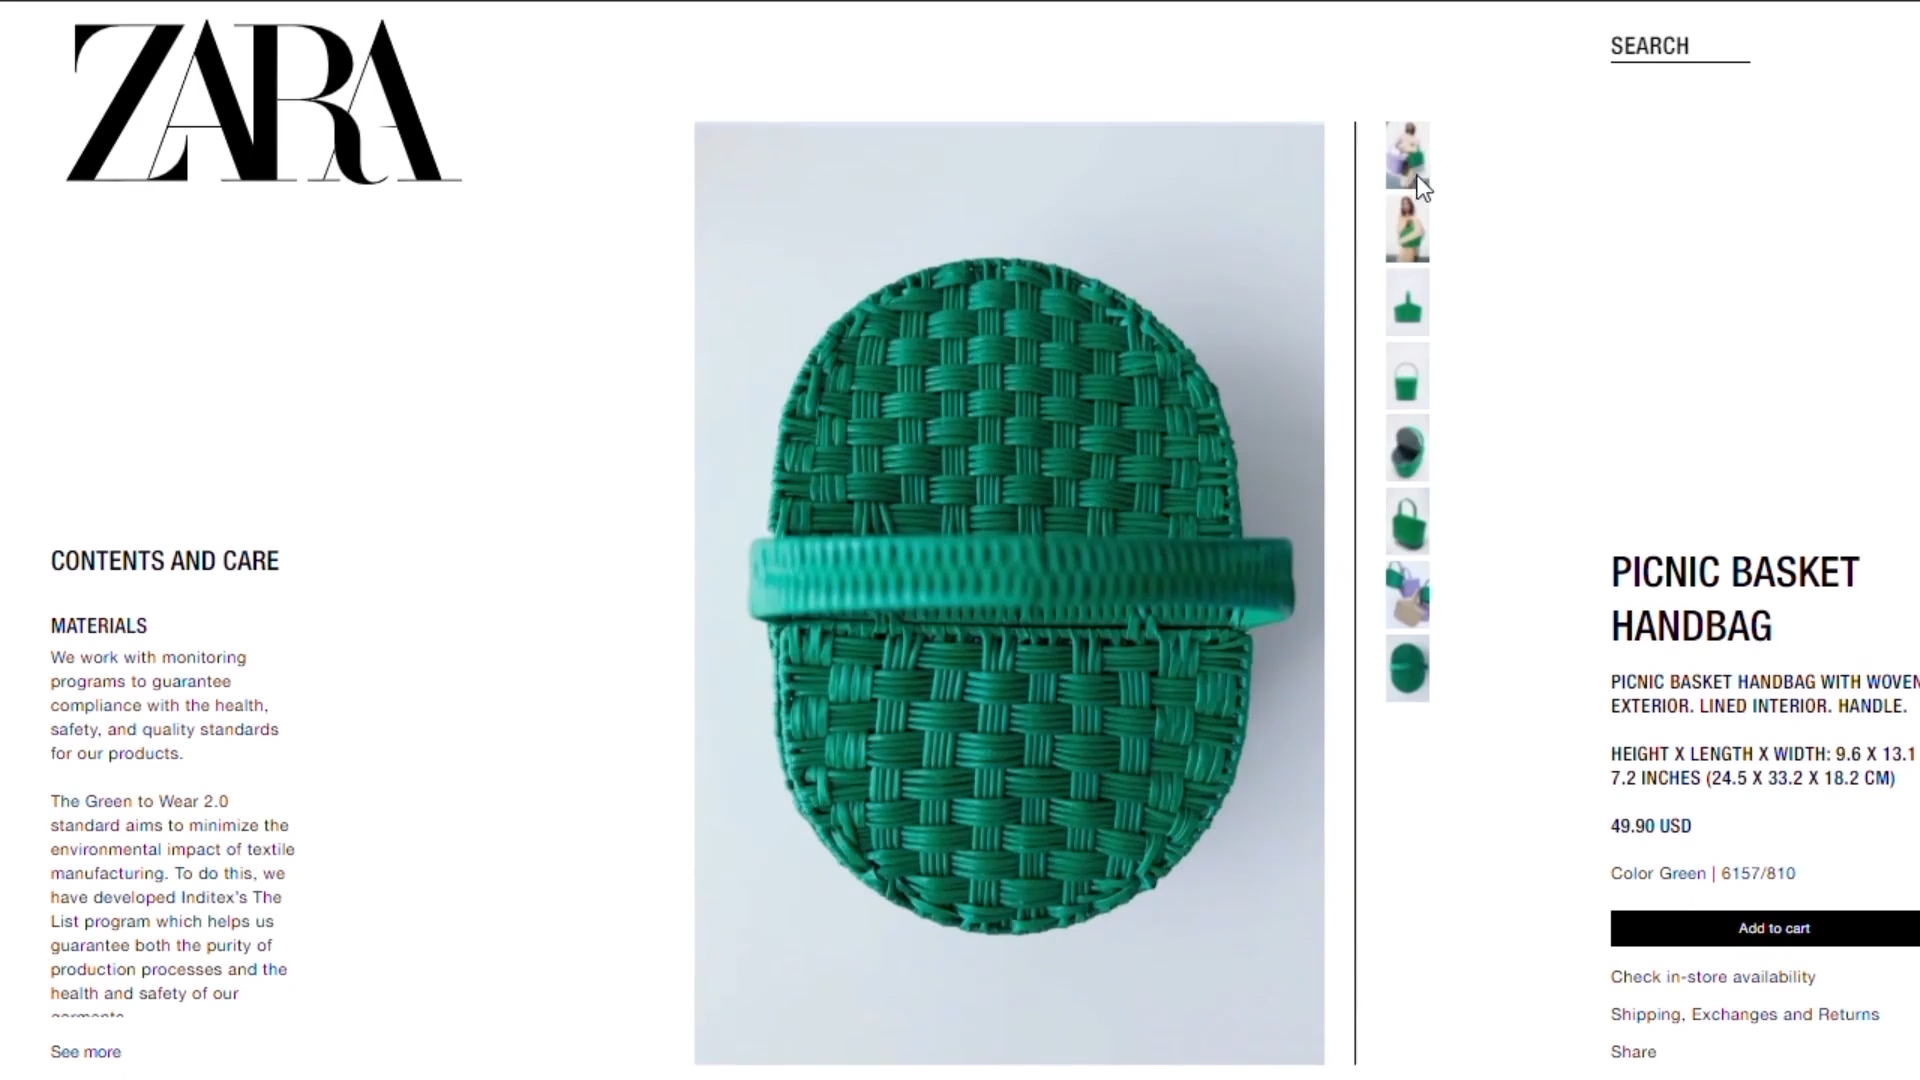 ZARA
SEARCH
CONTENTS AND CARE
MATERIALS
We work with monitoring
programs to guarantee
compliance with the health,
safety, and quality standards
for our products.
The Green to Wear 2.0
standard aims to minimize the
environmental impact of textile
manufacturing. To do this, we
have developed Inditex's The
List program which helps us
guarantee both the purity of
production processes and the
health and safety of our
garments
See more
PICNIC BASKET
HANDBAG
PICNIC BASKET HANDBAG WITH WOVEN
EXTERIOR. LINED INTERIOR. HANDLE.
HEIGHT X LENGTH X WIDTH: 9.6 X 13.1
7.2 INCHES (24.5 X 33.2 X 18.2 CM)
49.90 USD
Color Green | 6157/810
Add to cart
Check in-store availability
Shipping, Exchanges and Returns
Share